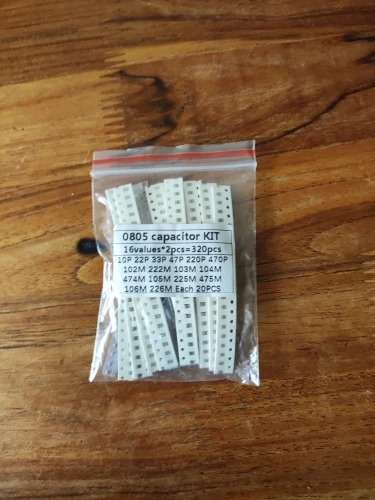 0805 capacitor KIT
16values*2pcs=320pcs
10P 22P 33P 47P 220P 470P
102M 222M 103M 104M
474M 105M 225M 475M
106M 226M Each 20PCS